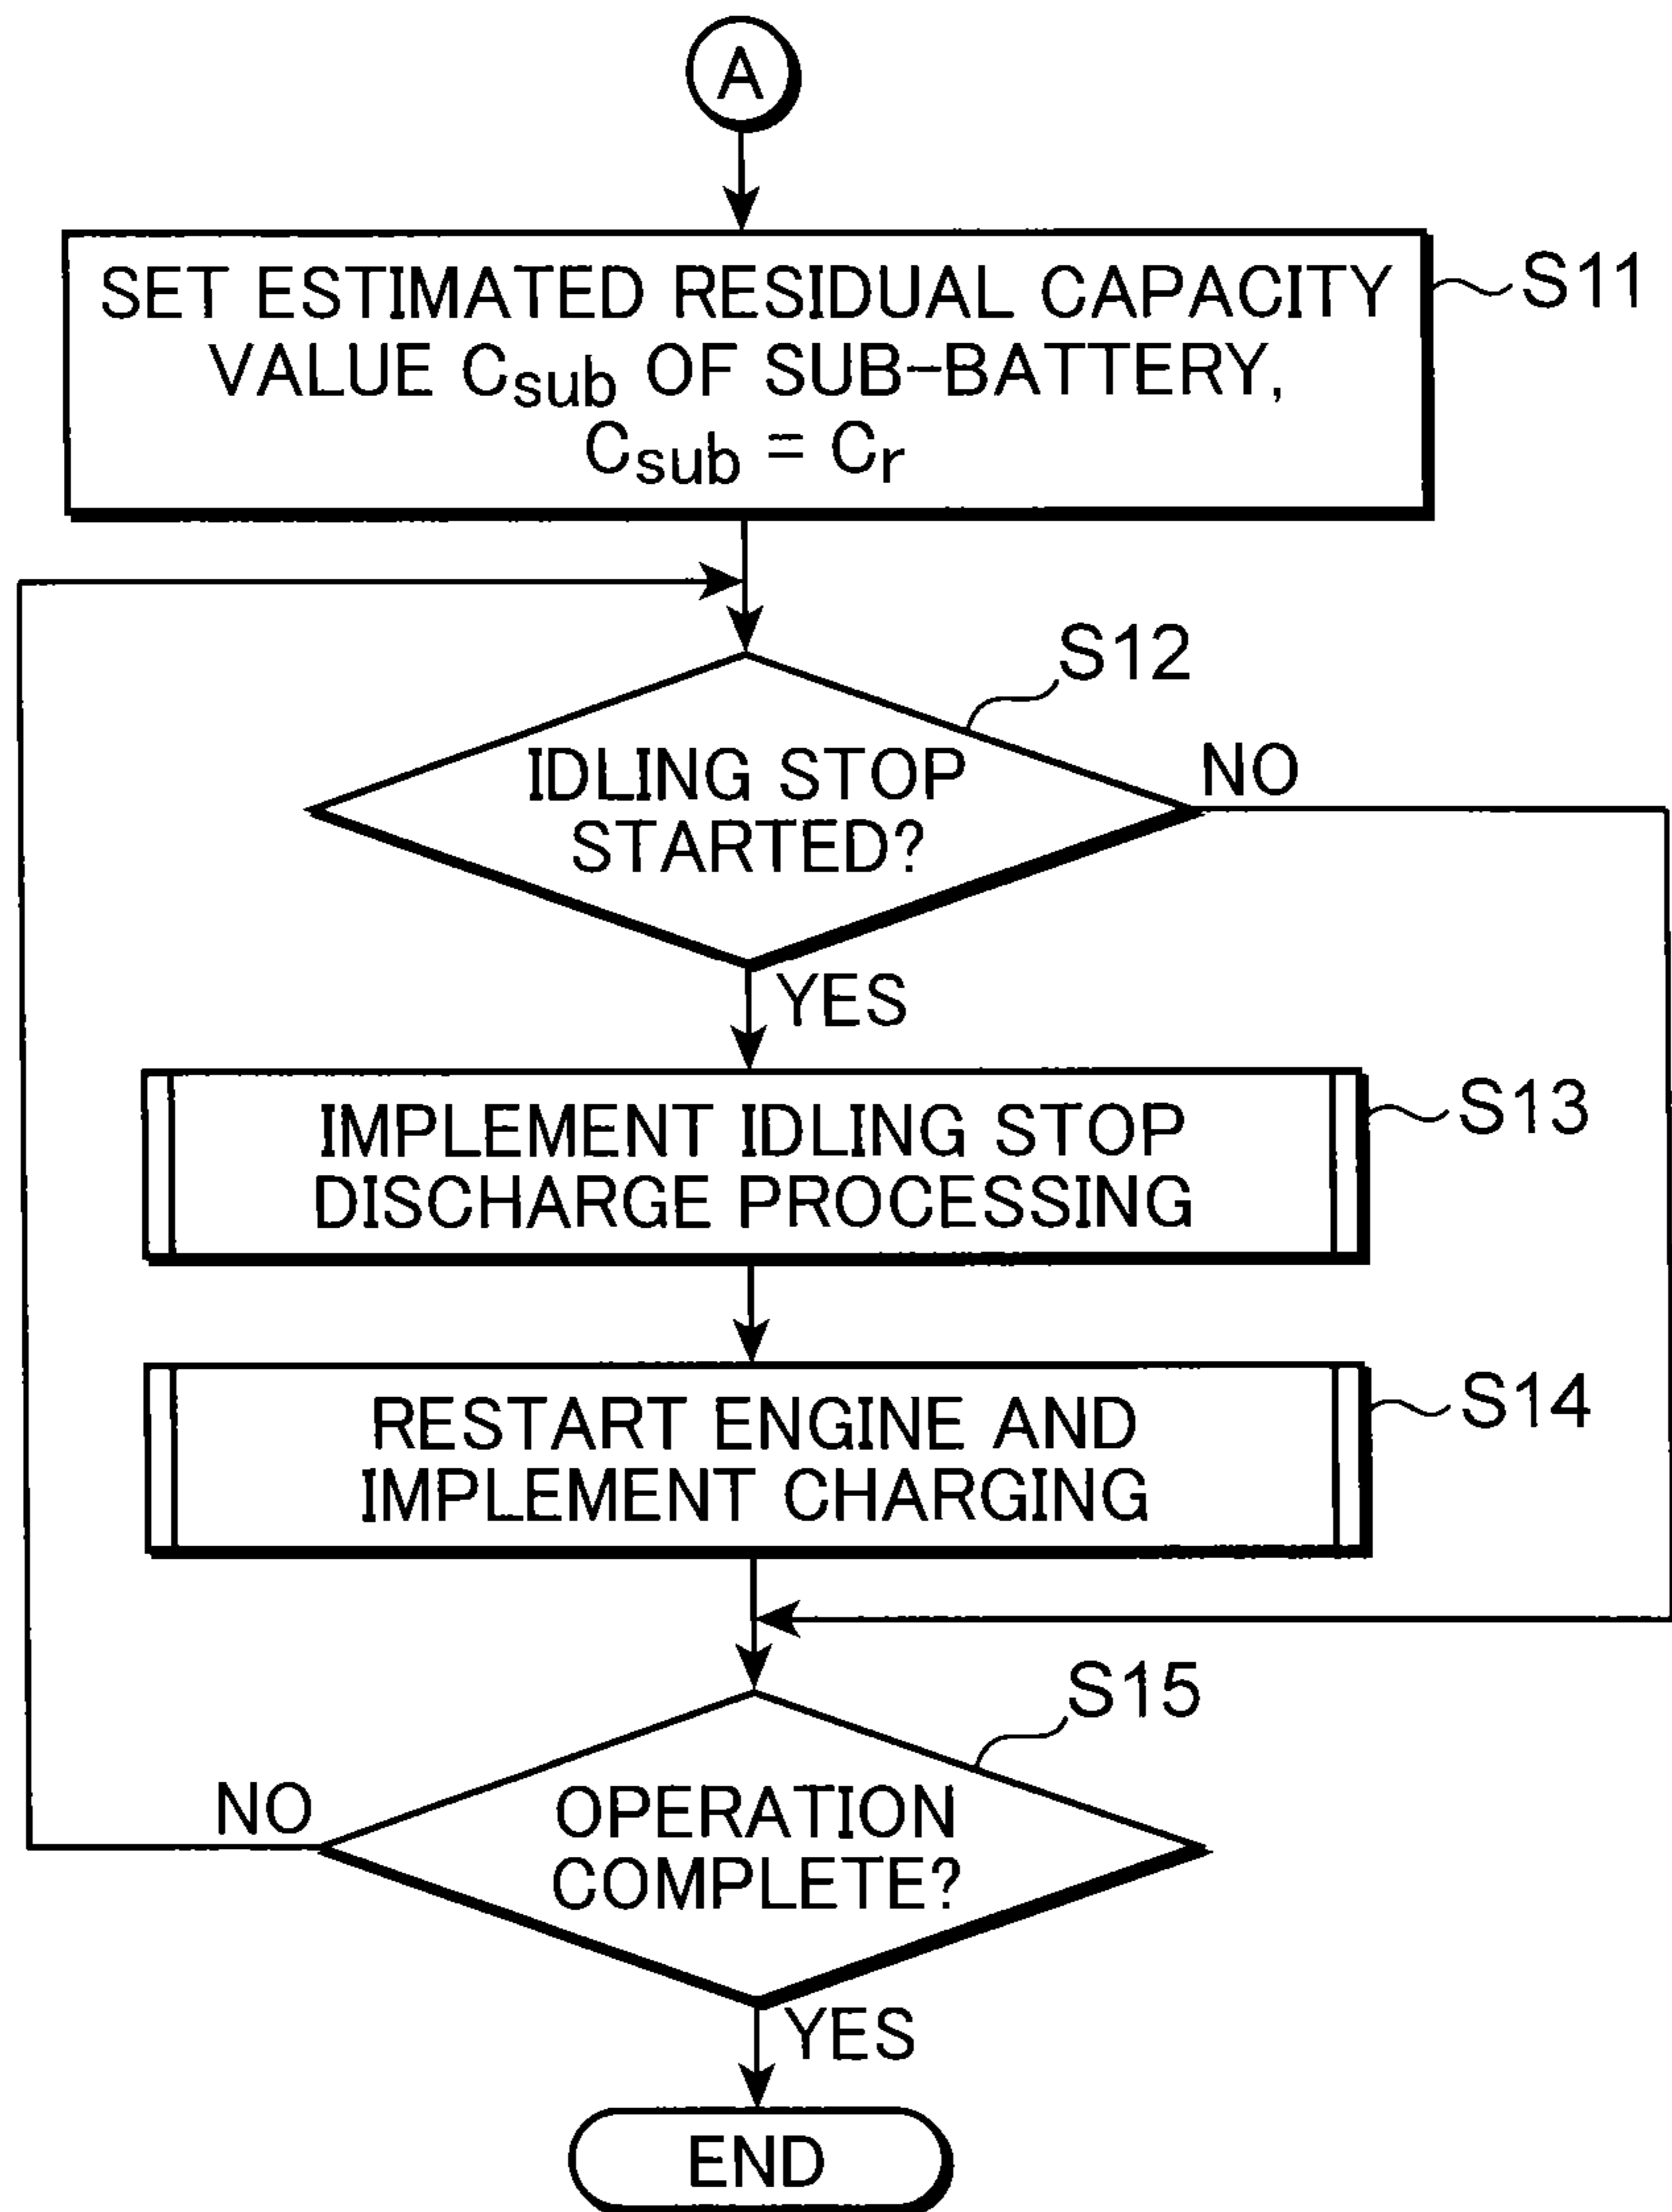 A
SET ESTIMATED RESIDUAL CAPACITY
VALUE Csub OF SUB-BATTERY,
Csub = Cr
S11
S12
IDLING STOP
STARTED?
NO
YES
IMPLEMENT IDLING STOP
DISCHARGE PROCESSING
S13
RESTART ENGINE AND
IMPLEMENT CHARGING
S14
S15
OPERATION
COMPLETE?
NO
YES
END